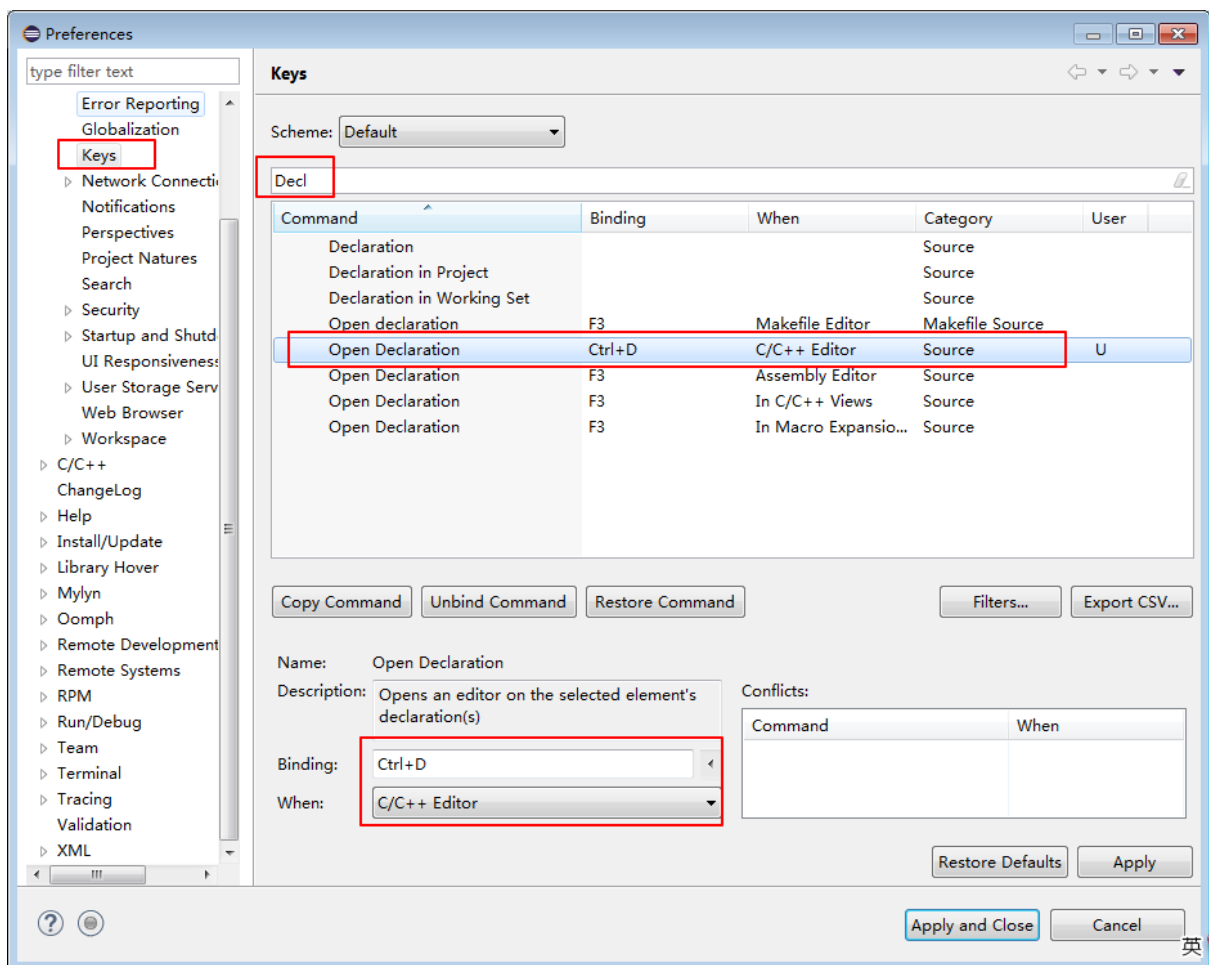 Preferences
type filter text
Error Reporting
Globalization
Keys
Network Connecti
Notifications
Perspectives
Project Natures
Search
Security
Startup and Shutd
UI Responsiveness
User Storage Serv
Web Browser
Workspace
C/C++
ChangeLog
Help
Install/Update
Library Hover
Mylyn
Oomph
Remote Development
Remote Systems
RPM
Run/Debug
Team
Terminal
Tracing
Validation
XML
Keys
Scheme: Default
Decl
Command Binding When Category User
Declaration Source
Declaration in Project Source
Declaration in Working Set Source
Open declaration F3 Makefile Editor Makefile Source
Open Declaration Ctrl+D C/C++ Editor Source U
Open Declaration F3 Assembly Editor Source
Open Declaration F3 In C/C++ Views Source
Open Declaration F3 In Macro Expansio... Source
Copy Command Unbind Command Restore Command Filters... Export CSV...
Name: Open Declaration
Description: Opens an editor on the selected element's
declaration(s)
Binding: Ctrl+D
When: C/C++ Editor
Conflicts:
Command When
Restore Defaults Apply
Apply and Close Cancel
英